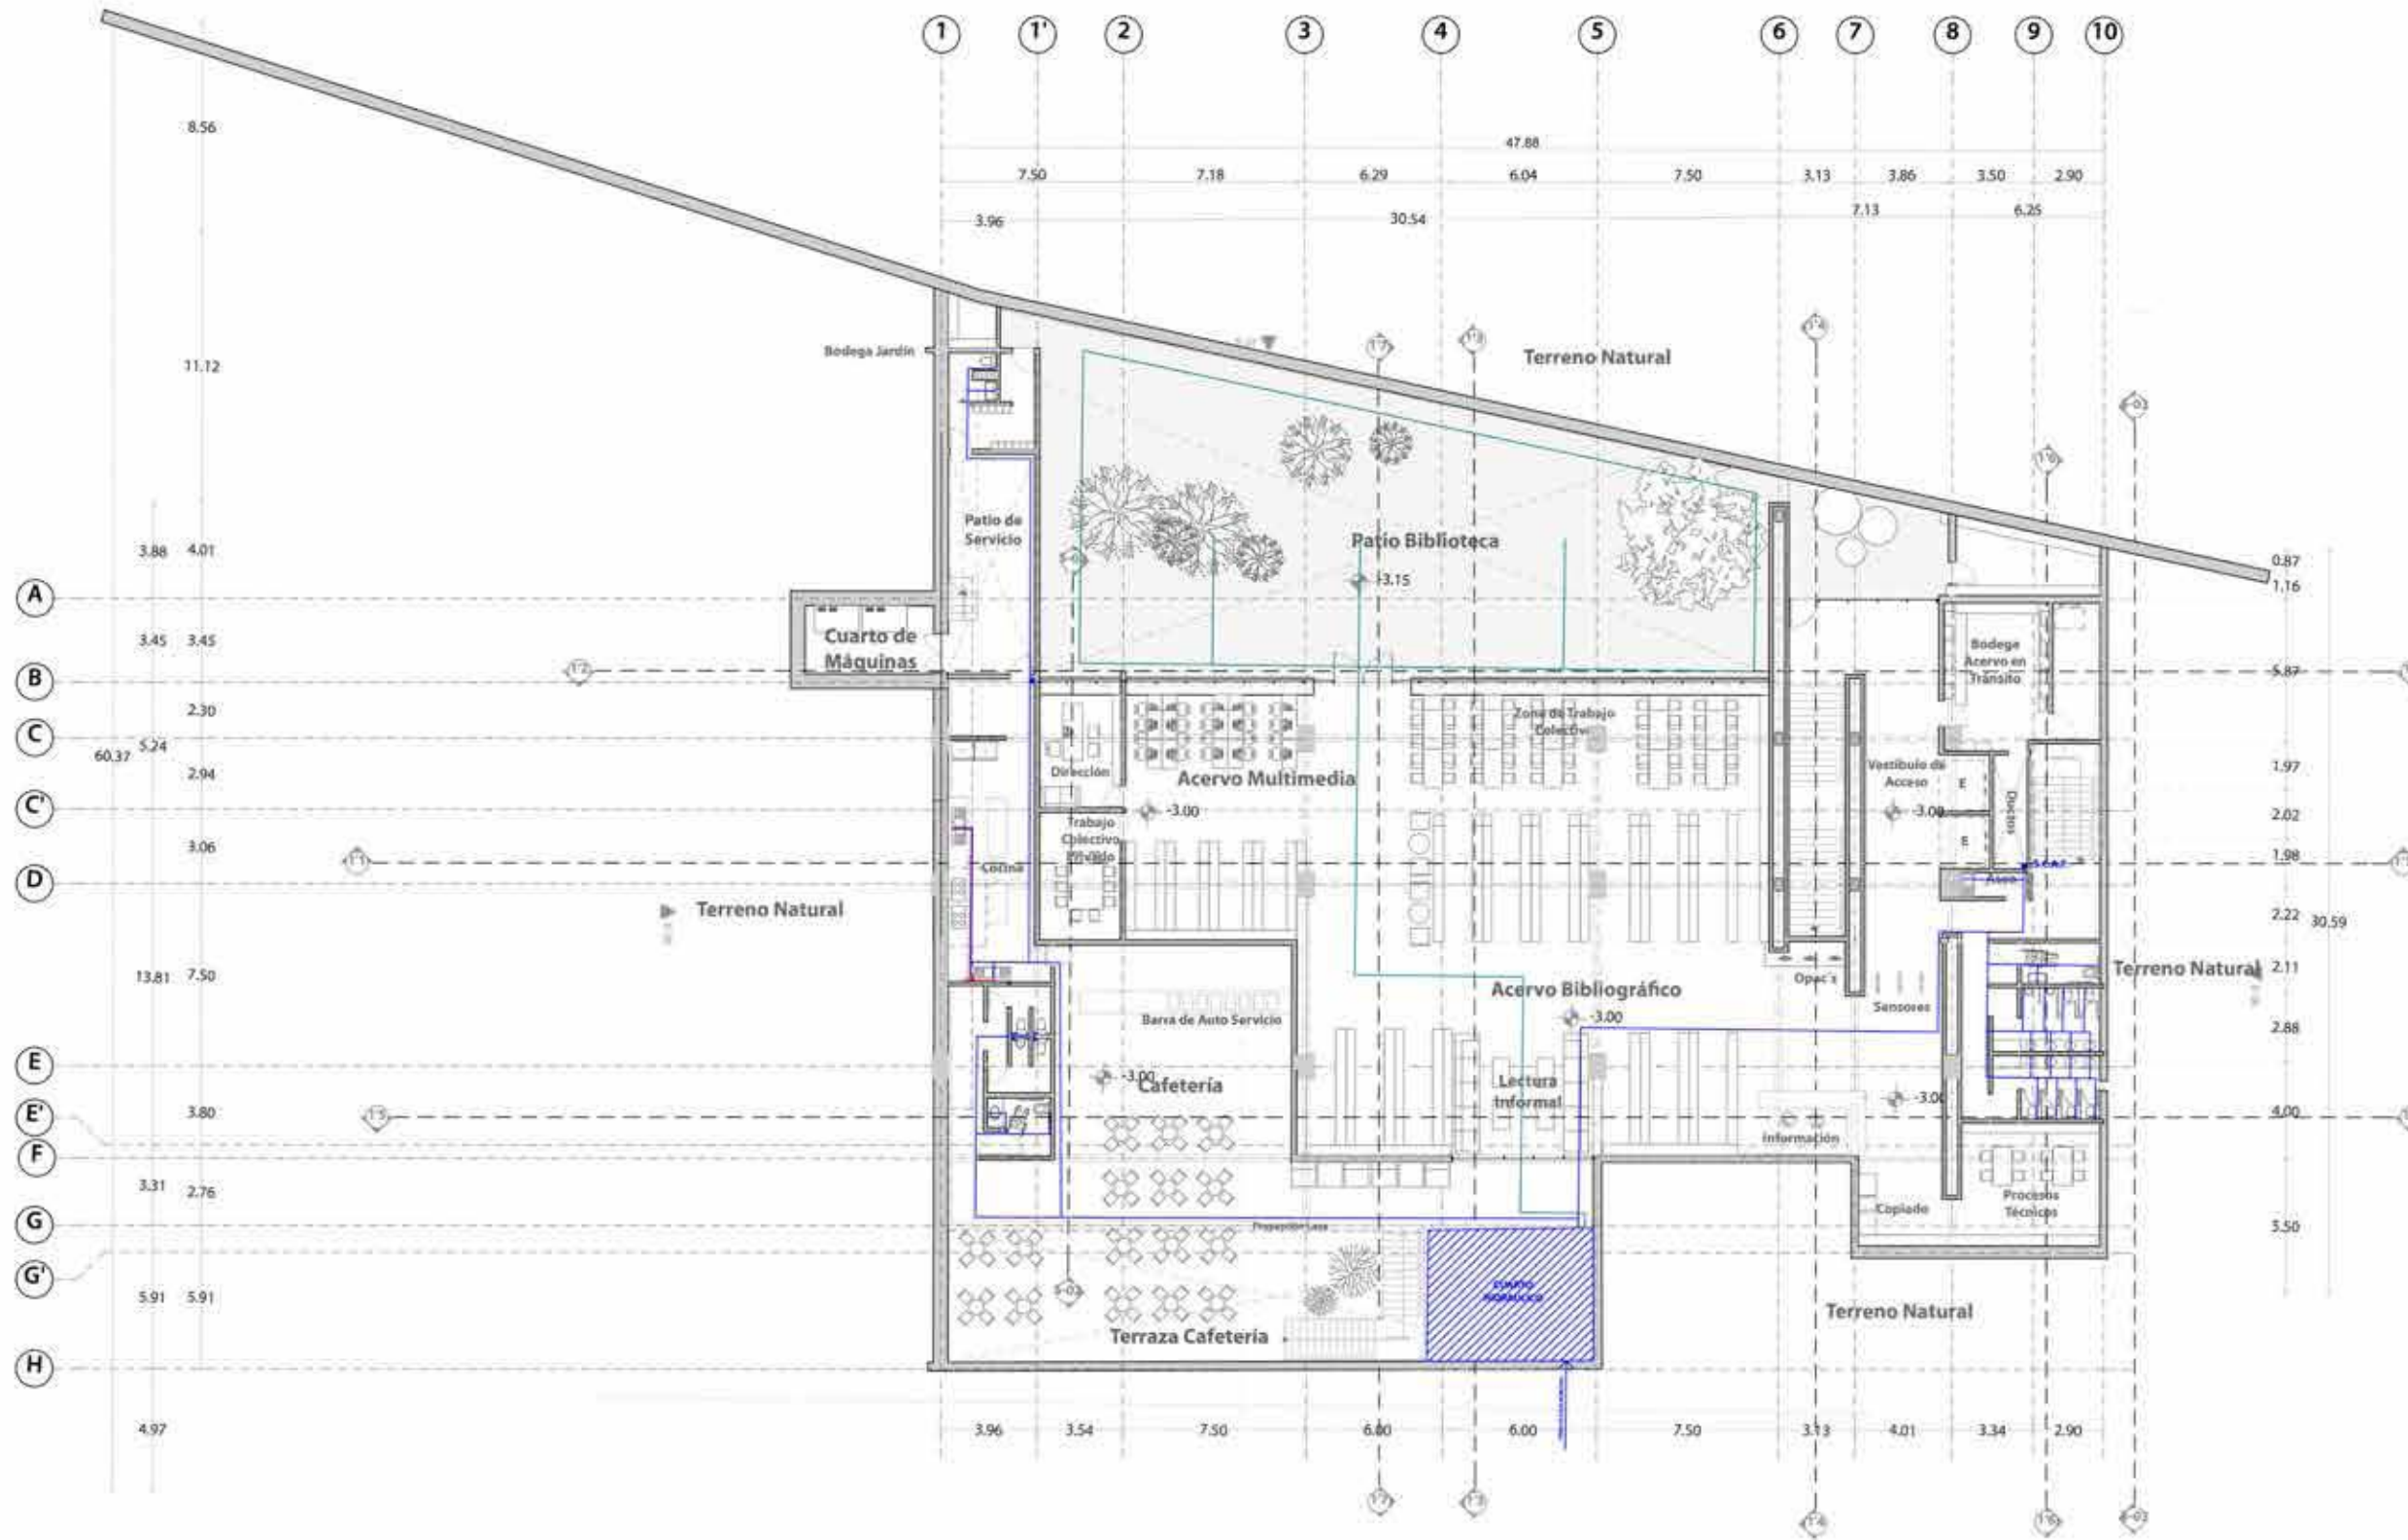 1 1' 2 3 4 5 6 7 8 9 10
8.56
47.88
7.50 7.18 6.29 6.04 7.50 3.13 3.86 3.50 2.90
7.13 6.25
3.96 30.54
Bodega Jardín
Terreno Natural
11.12
Patio de
Servicio
Patio Biblioteca
-3.15
3.88 4.01
0.87
1.16
A
Cuarto de
Máquinas
3.45 3.45
Bodega
Acervo en
Tránsito
B
5.87
2.30
C
Zona de Trabajo
5.24
60.37
2.94
Dirección
Acervo Multimedia
Vestíbulo de
Acceso
E
1.97
C'
-3.00
-3.00
Ductos
2.02
Trabajo
Colectivo
Privado
3.06
E
1.98
Cocina
D
Aseo
Terreno Natural
2.22
30.59
13.81 7.50
Opac's
Terreno Natural
2.11
Acervo Bibliográfico
Sensores
Barra de Auto Servicio
-3.00
2.88
E
-3.00
Cafetería
Lectura
Informal
-3.00
E'
3.80
4.00
Información
F
3.31 2.76
Procesos
Técnicos
Copiado
G
3.50
G'
CUARTO
HIDRAULICO
5.91 5.91
Terreno Natural
Terraza Cafetería
H
4.97
3.96 3.54 7.50 6.00 6.00 7.50 3.13 4.01 3.34 2.90